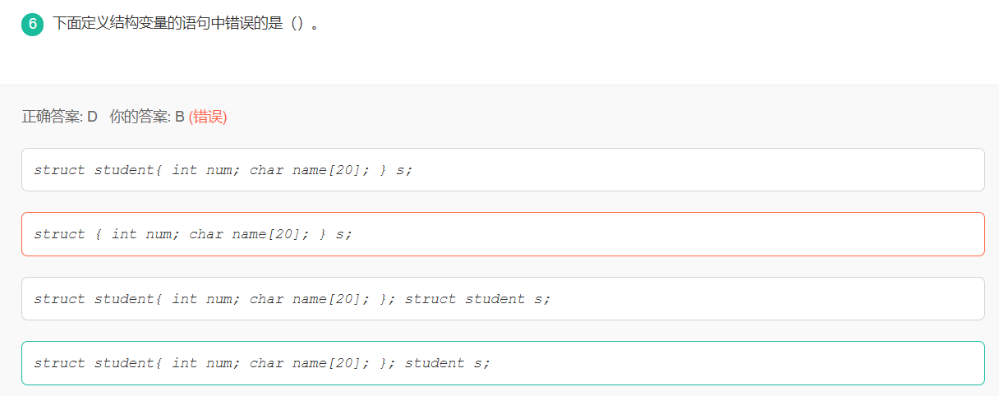 6 下面定义结构变量的语句中错误的是（）。
正确答案: D 你的答案: B (错误)
struct student{ int num; char name[20]; } s;
struct { int num; char name[20]; } s;
struct student{ int num; char name[20]; }; struct student s;
struct student{ int num; char name[20]; }; student s;